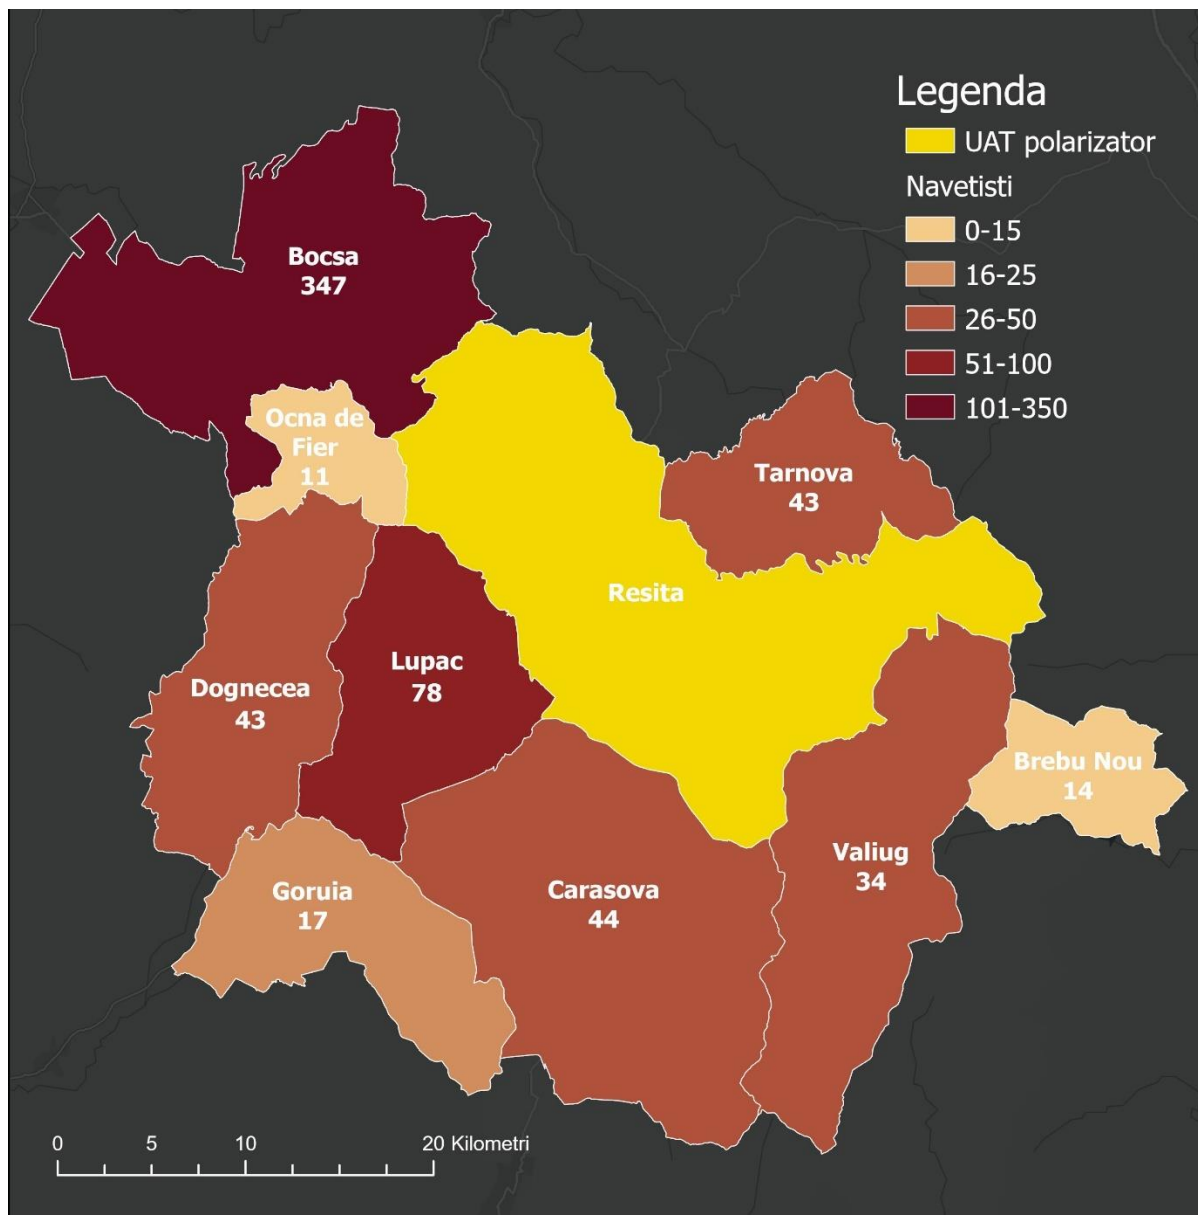 Legenda
UAT polarizator
Navetisti
0-15
16-25
26-50
51-100
101-350
Bocsa
347
Ocna de
Fier
11
Tarnova
43
Resita
Lupac
78
Dognecea
43
Brebu Nou
14
Valiug
34
Carasova
44
Goruia
17
0 5 10 20 Kilometri